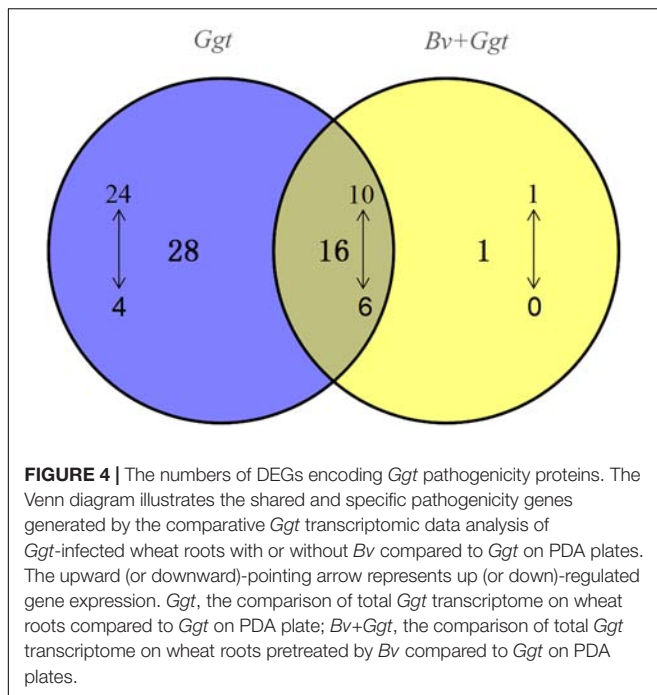 Ggt Bv+Ggt
24 10 1
28 16 1
4 6 0
FIGURE 4 | The numbers of DEGs encoding Ggt pathogenicity proteins. The
Venn diagram illustrates the shared and specific pathogenicity genes
generated by the comparative Ggt transcriptomic data analysis of
Ggt-infected wheat roots with or without Bv compared to Ggt on PDA plates.
The upward (or downward)-pointing arrow represents up (or down)-regulated
gene expression. Ggt, the comparison of total Ggt transcriptome on wheat
roots compared to Ggt on PDA plate; Bv+Ggt, the comparison of total Ggt
transcriptome on wheat roots pretreated by Bv compared to Ggt on PDA
plates.